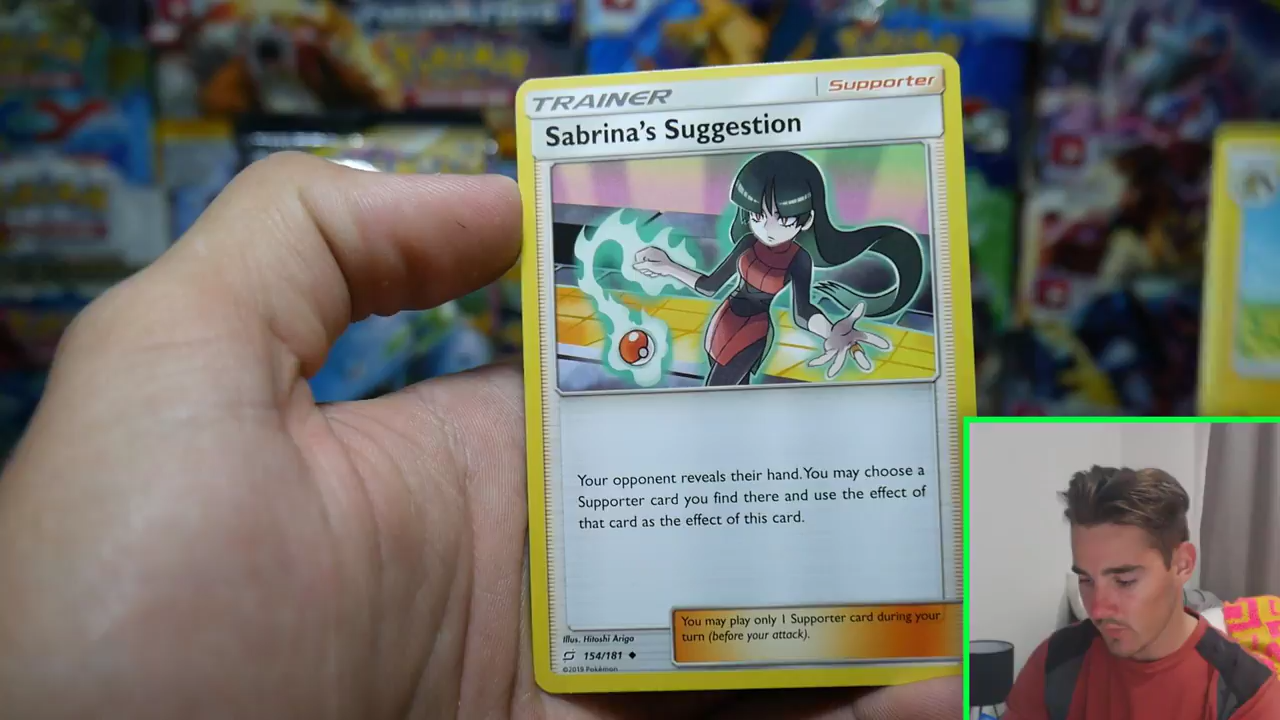 TRAINER
Supporter
Sabrina's Suggestion
Your opponent reveals their hand. You may choose a
Supporter card you find there and use the effect of
that card as the effect of this card.
You may play only 1 Supporter card during your
turn (before your attack).
Illus. Hitoshi Ariga
154/181
©2019 Pokémon